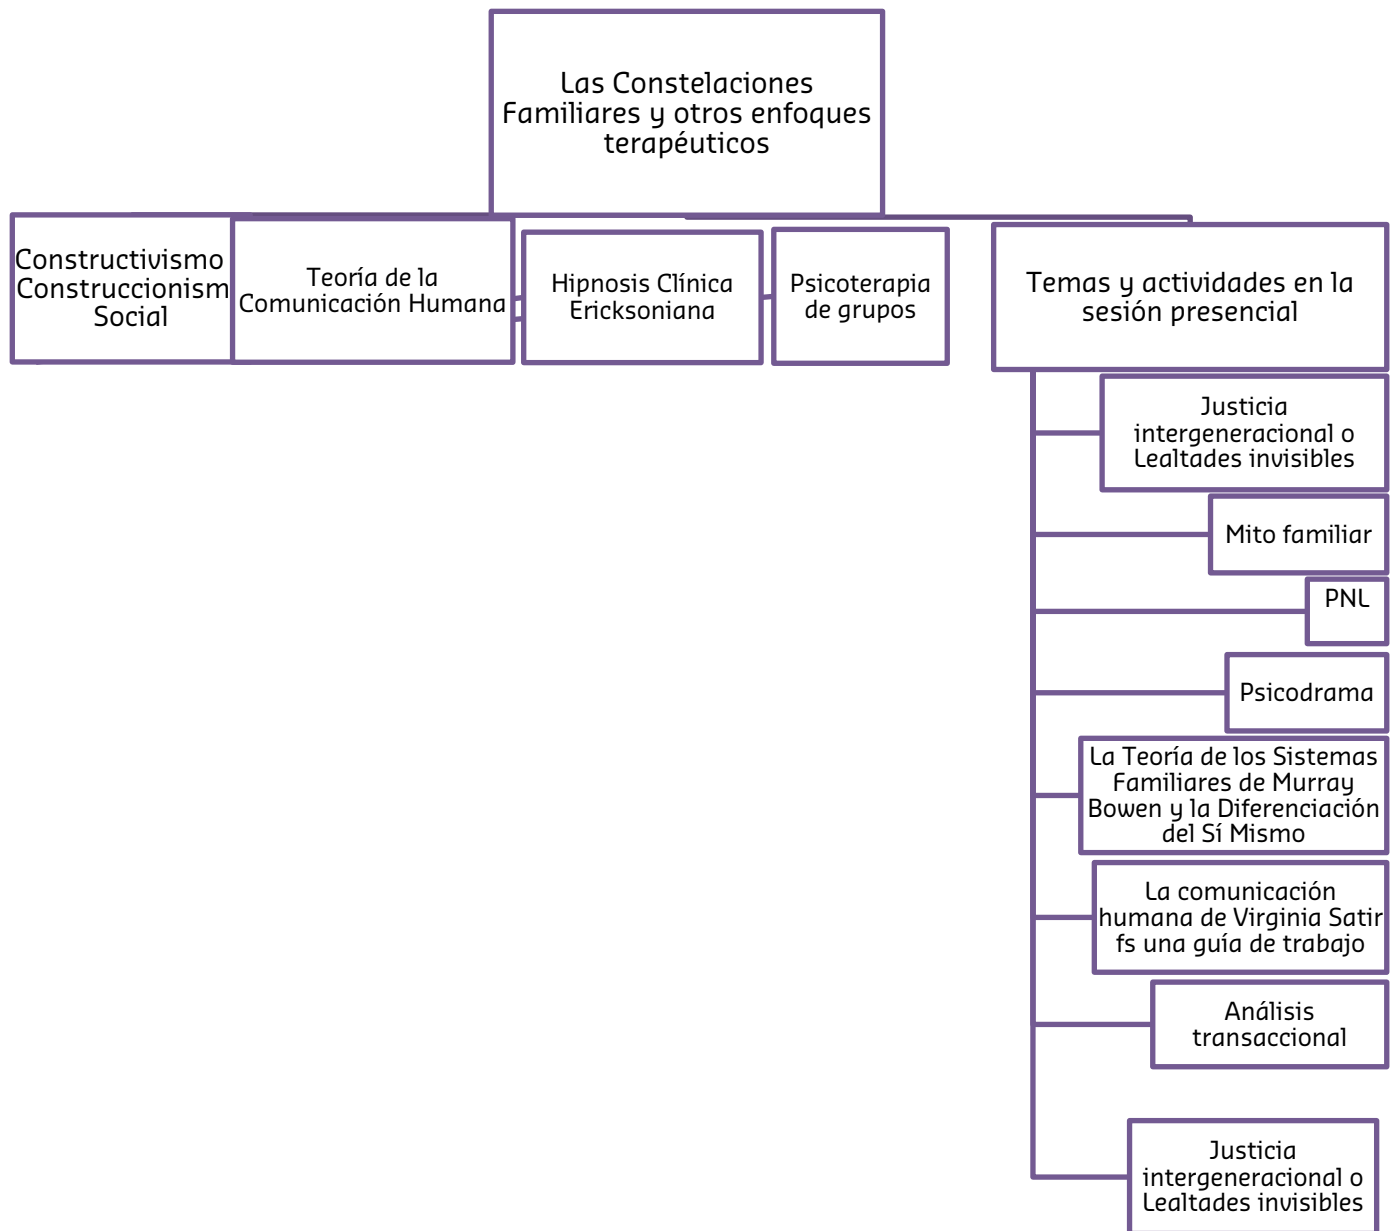 Las Constelaciones
Familiares y otros enfoques
terapéuticos
Constructivismo
Construccionism
Social
Teoría de la
Comunicación Humana
Hipnosis Clínica
Ericksoniana
Psicoterapia
de grupos
Temas y actividades en la
sesión presencial
Justicia
intergeneracional o
Lealtades invisibles
Mito familiar
PNL
Psicodrama
La Teoría de los Sistemas
Familiares de Murray
Bowen y la Diferenciación
del Sí Mismo
La comunicación
humana de Virginia Satir
fs una guía de trabajo
Análisis
transaccional
Justicia
intergeneracional o
Lealtades invisibles